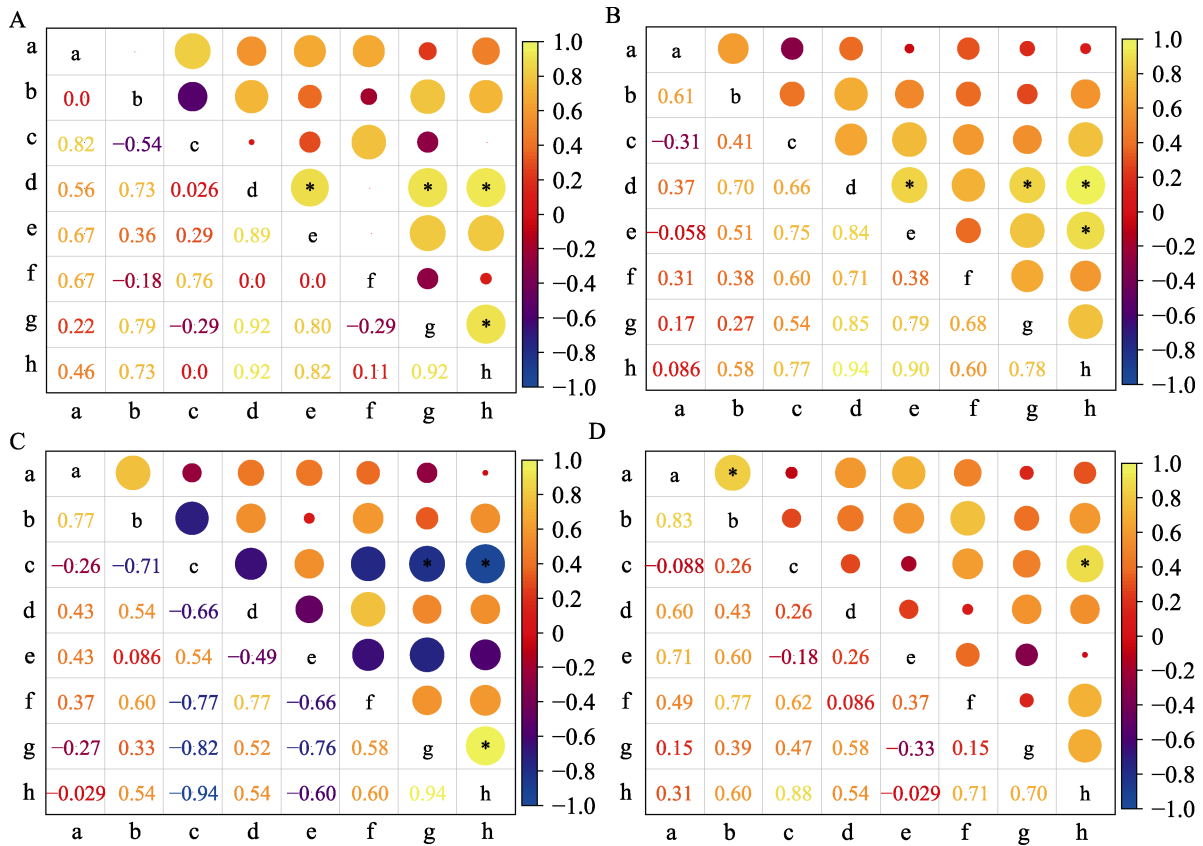 A
a a 1.0
b 0.0 b 0.8
c 0.82 −0.54 c 0.6
d 0.56 0.73 0.026 d * * * 0.4
e 0.67 0.36 0.29 0.89 e 0.2
f 0.67 −0.18 0.76 0.0 0.0 f 0
g 0.22 0.79 −0.29 0.92 0.80 −0.29 g * −0.2
h 0.46 0.73 0.0 0.92 0.82 0.11 0.92 h −0.4
−0.6
−0.8
−1.0
a b c d e f g h
B
a a 1.0
b 0.61 b 0.8
c −0.31 0.41 c 0.6
d 0.37 0.70 0.66 d * * * 0.4
e −0.058 0.51 0.75 0.84 e * 0.2
f 0.31 0.38 0.60 0.71 0.38 f 0
g 0.17 0.27 0.54 0.85 0.79 0.68 g −0.2
h 0.086 0.58 0.77 0.94 0.90 0.60 0.78 h −0.4
−0.6
−0.8
−1.0
a b c d e f g h
C
a a 1.0
b 0.77 b 0.8
c −0.26 −0.71 c * * 0.6
d 0.43 0.54 −0.66 d 0.4
e 0.43 0.086 0.54 −0.49 e 0.2
f 0.37 0.60 −0.77 0.77 −0.66 f 0
g −0.27 0.33 −0.82 0.52 −0.76 0.58 g * −0.2
h −0.029 0.54 −0.94 0.54 −0.60 0.60 0.94 h −0.4
−0.6
−0.8
−1.0
a b c d e f g h
D
a a * 1.0
b 0.83 b 0.8
c −0.088 0.26 c * 0.6
d 0.60 0.43 0.26 d 0.4
e 0.71 0.60 −0.18 0.26 e 0.2
f 0.49 0.77 0.62 0.086 0.37 f 0
g 0.15 0.39 0.47 0.58 −0.33 0.15 g −0.2
h 0.31 0.60 0.88 0.54 −0.029 0.71 0.70 h −0.4
−0.6
−0.8
−1.0
a b c d e f g h